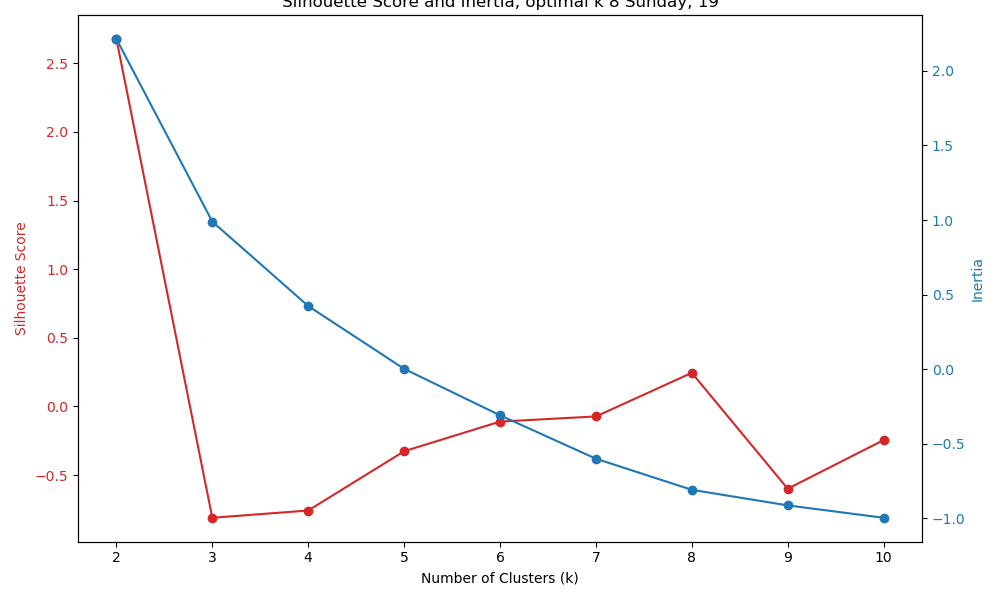 Silhouette Score and Inertia, optimal k 8 Sunday, 19
2.5
2.0
1.5
1.0
0.5
0.0
−0.5
Silhouette Score
2.0
1.5
1.0
0.5
0.0
−0.5
−1.0
Inertia
2 3 4 5 6 7 8 9 10
Number of Clusters (k)